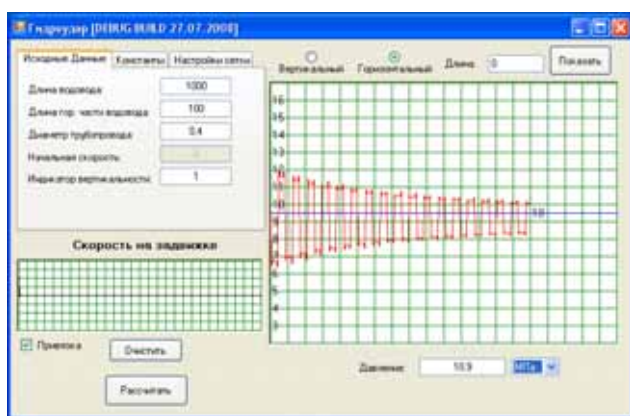 Гидроудар [DEBUG BUILD 27.07.2008]
Исходные Данные Константы Настройки сетки
Вертикальный Горизонтальный Длина: 0 Показать
Длина водовода: 1000
Длина гор. части водовода: 100
Диаметр трубопровода: 0.4
Начальная скорость:
Индикатор вертикальности: 1
Скорость на задвижке
Привязка
Очистить
Рассчитать
16
15
14
13
12
11
10
9
8
7
6
5
4
3
Давление: 10.9 МПа